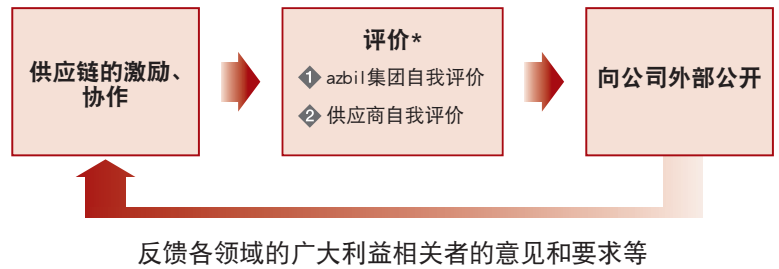 供应链的激励、
协作
评价*
1 azbil集团自我评价
2 供应商自我评价
向公司外部公开
反馈各领域的广大利益相关者的意见和要求等